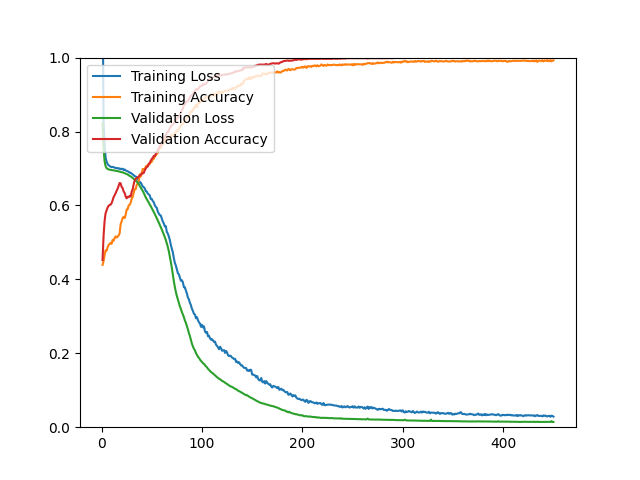 1.0
0.8
0.6
0.4
0.2
0.0
0 100 200 300 400
Training Loss
Training Accuracy
Validation Loss
Validation Accuracy